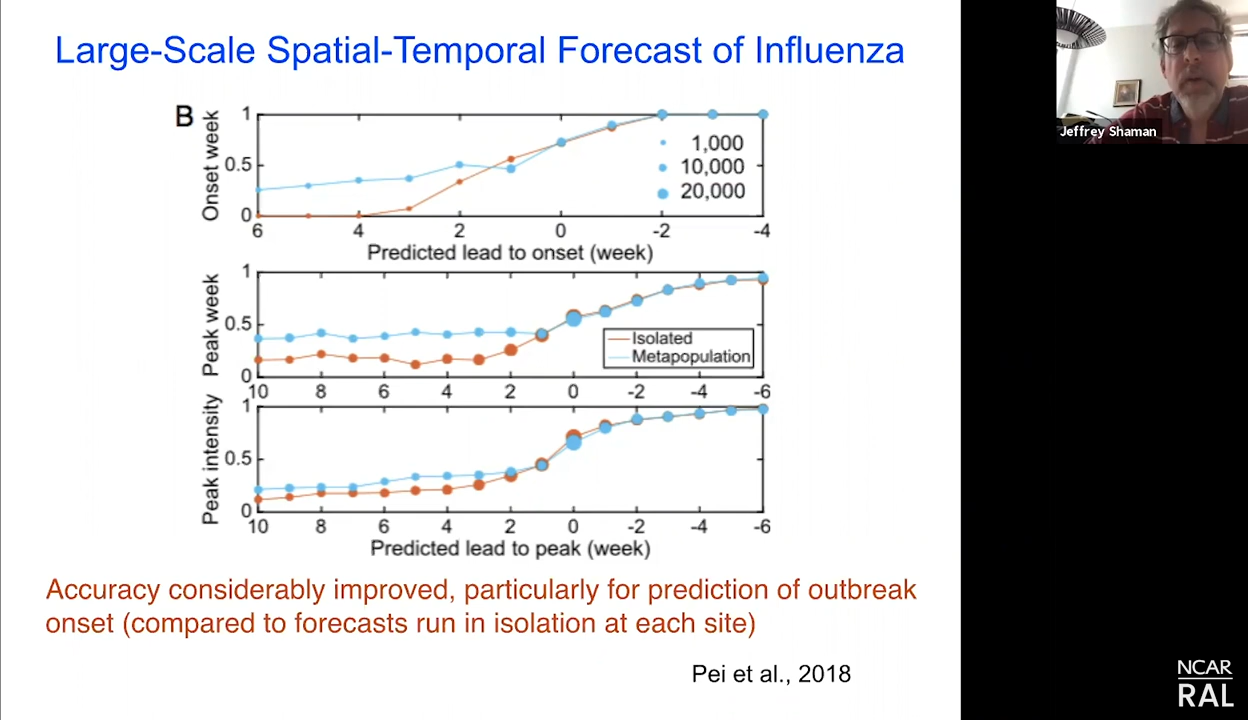 Large-Scale Spatial-Temporal Forecast of Influenza
Jeffrey Shaman
B
Onset week
1
0.5
0
1,000
10,000
20,000
6 4 2 0 -2 -4
Predicted lead to onset (week)
Peak week
1
0.5
0
Isolated
Metapopulation
10 8 6 4 2 0 -2 -4 -6
Peak intensity
1
0.5
0
10 8 6 4 2 0 -2 -4 -6
Predicted lead to peak (week)
Accuracy considerably improved, particularly for prediction of outbreak
onset (compared to forecasts run in isolation at each site)
Pei et al., 2018
NCAR
RAL